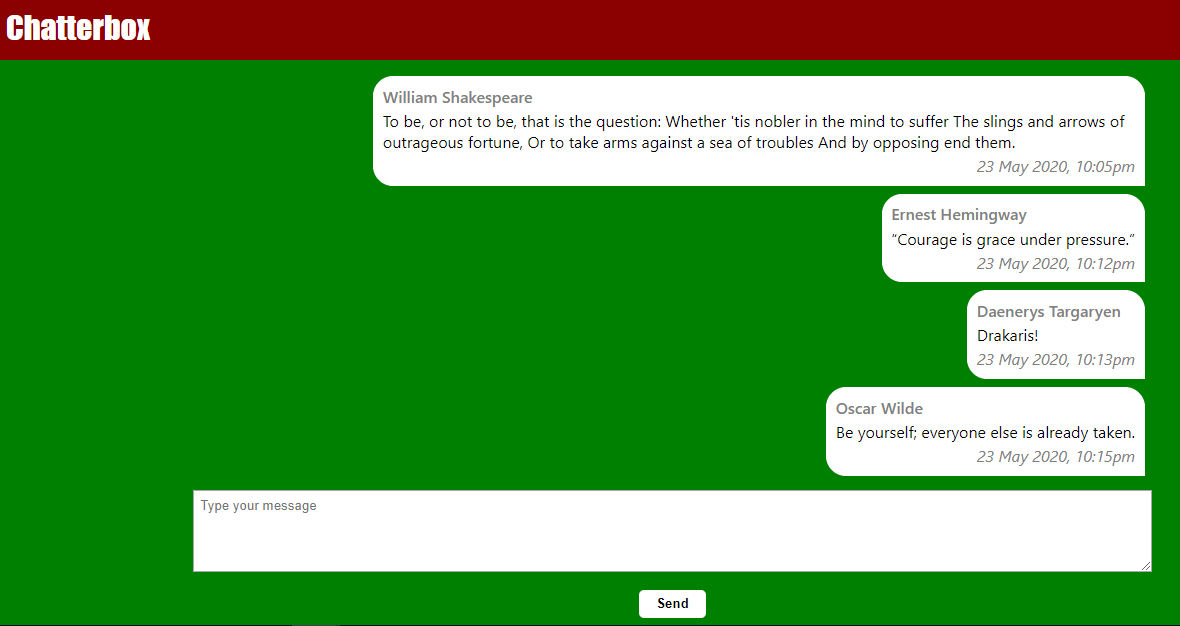 Chatterbox
William Shakespeare
To be, or not to be, that is the question: Whether 'tis nobler in the mind to suffer The slings and arrows of
outrageous fortune, Or to take arms against a sea of troubles And by opposing end them.
23 May 2020, 10:05pm
Ernest Hemingway
“Courage is grace under pressure.”
23 May 2020, 10:12pm
Daenerys Targaryen
Drakaris!
23 May 2020, 10:13pm
Oscar Wilde
Be yourself; everyone else is already taken.
23 May 2020, 10:15pm
Type your message
Send